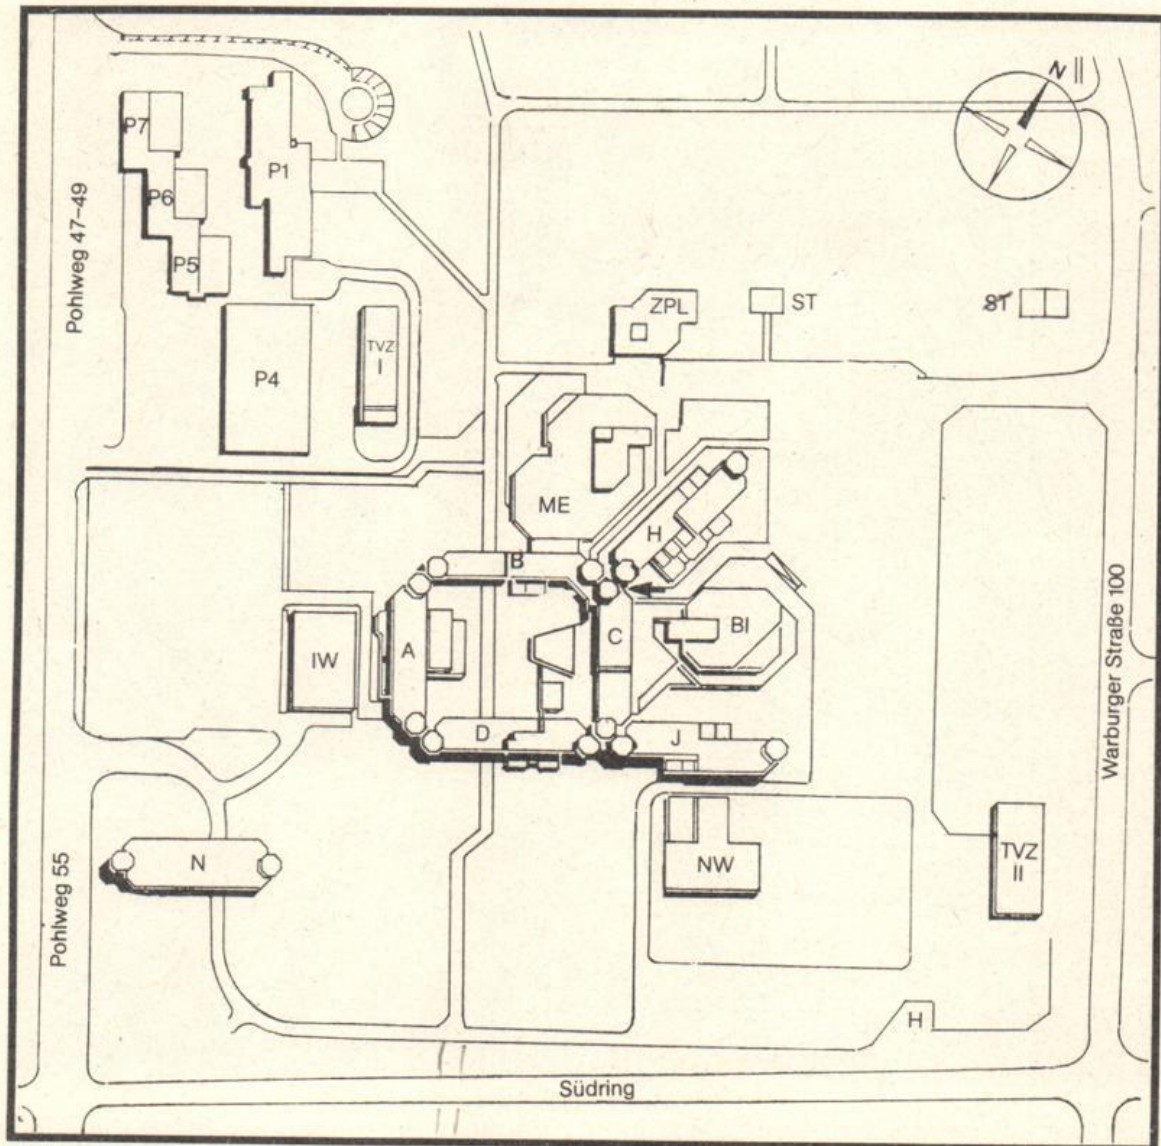 N ||
P7
P1
P6
P5
Pohlweg 47-49
ZPL
ST
ST
TVZ
I
P4
ME
H
B
C
BI
A
IW
D
J
Warburger Straße 100
TVZ
II
N
NW
Pohlweg 55
H
Südring